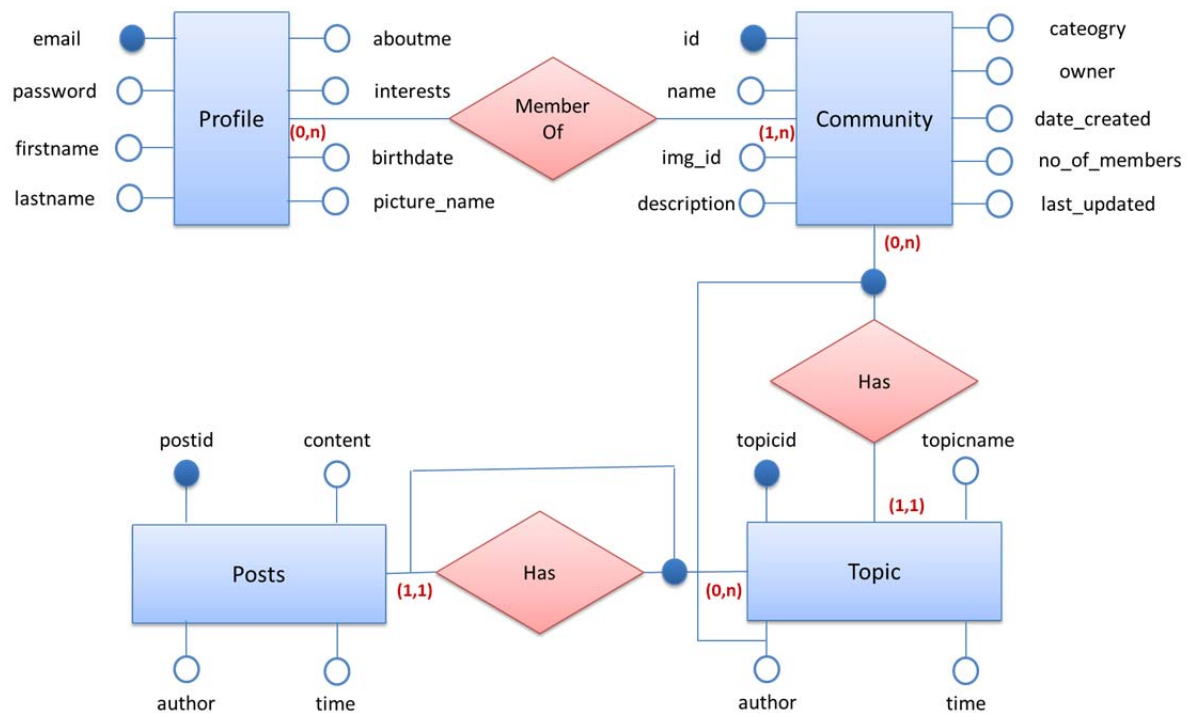 email
password
firstname
lastname
Profile
aboutme
interests
(0,n)
birthdate
picture_name
Member
Of
id
name
(1,n)
img_id
description
Community
cateogry
owner
date_created
no_of_members
last_updated
(0,n)
Has
topicid
topicname
(1,1)
postid
content
Posts
(1,1)
Has
(0,n)
Topic
author
time
author
time